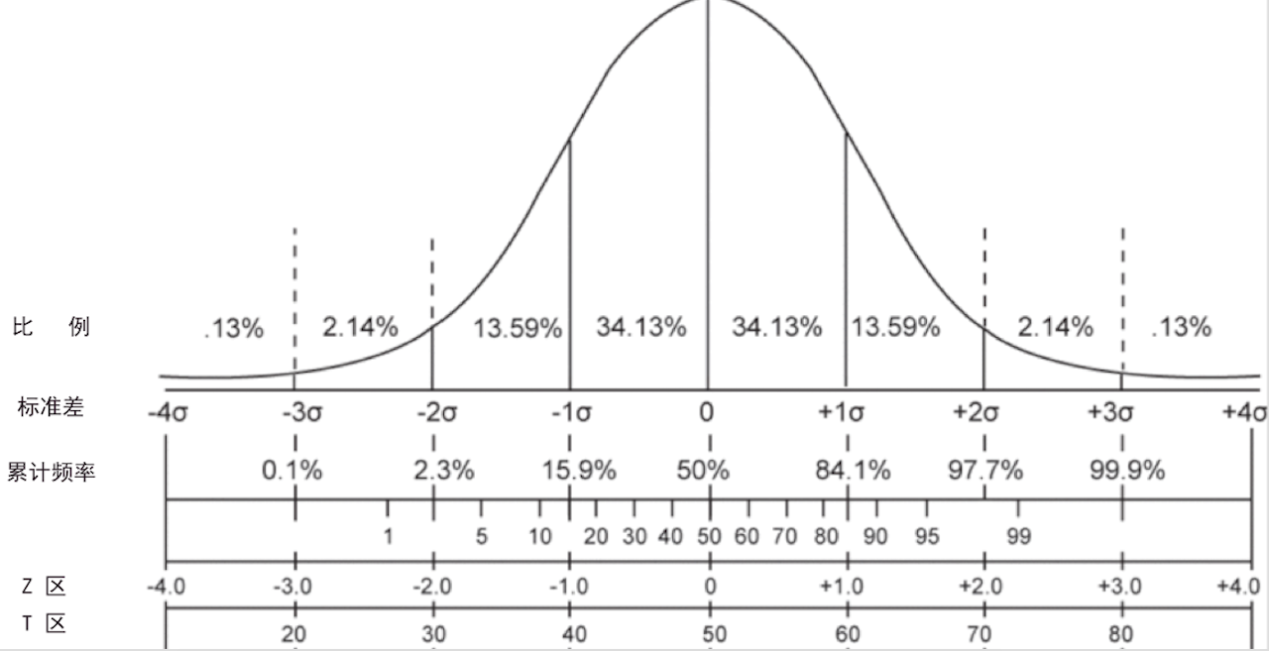 比 例 .13% 2.14% 13.59% 34.13% 34.13% 13.59% 2.14% .13%
标准差 -4σ -3σ -2σ -1σ 0 +1σ +2σ +3σ +4σ
累计频率 0.1% 2.3% 15.9% 50% 84.1% 97.7% 99.9%
1 5 10 20 30 40 50 60 70 80 90 95 99
Z 区 -4.0 -3.0 -2.0 -1.0 0 +1.0 +2.0 +3.0 +4.0
T 区 20 30 40 50 60 70 80